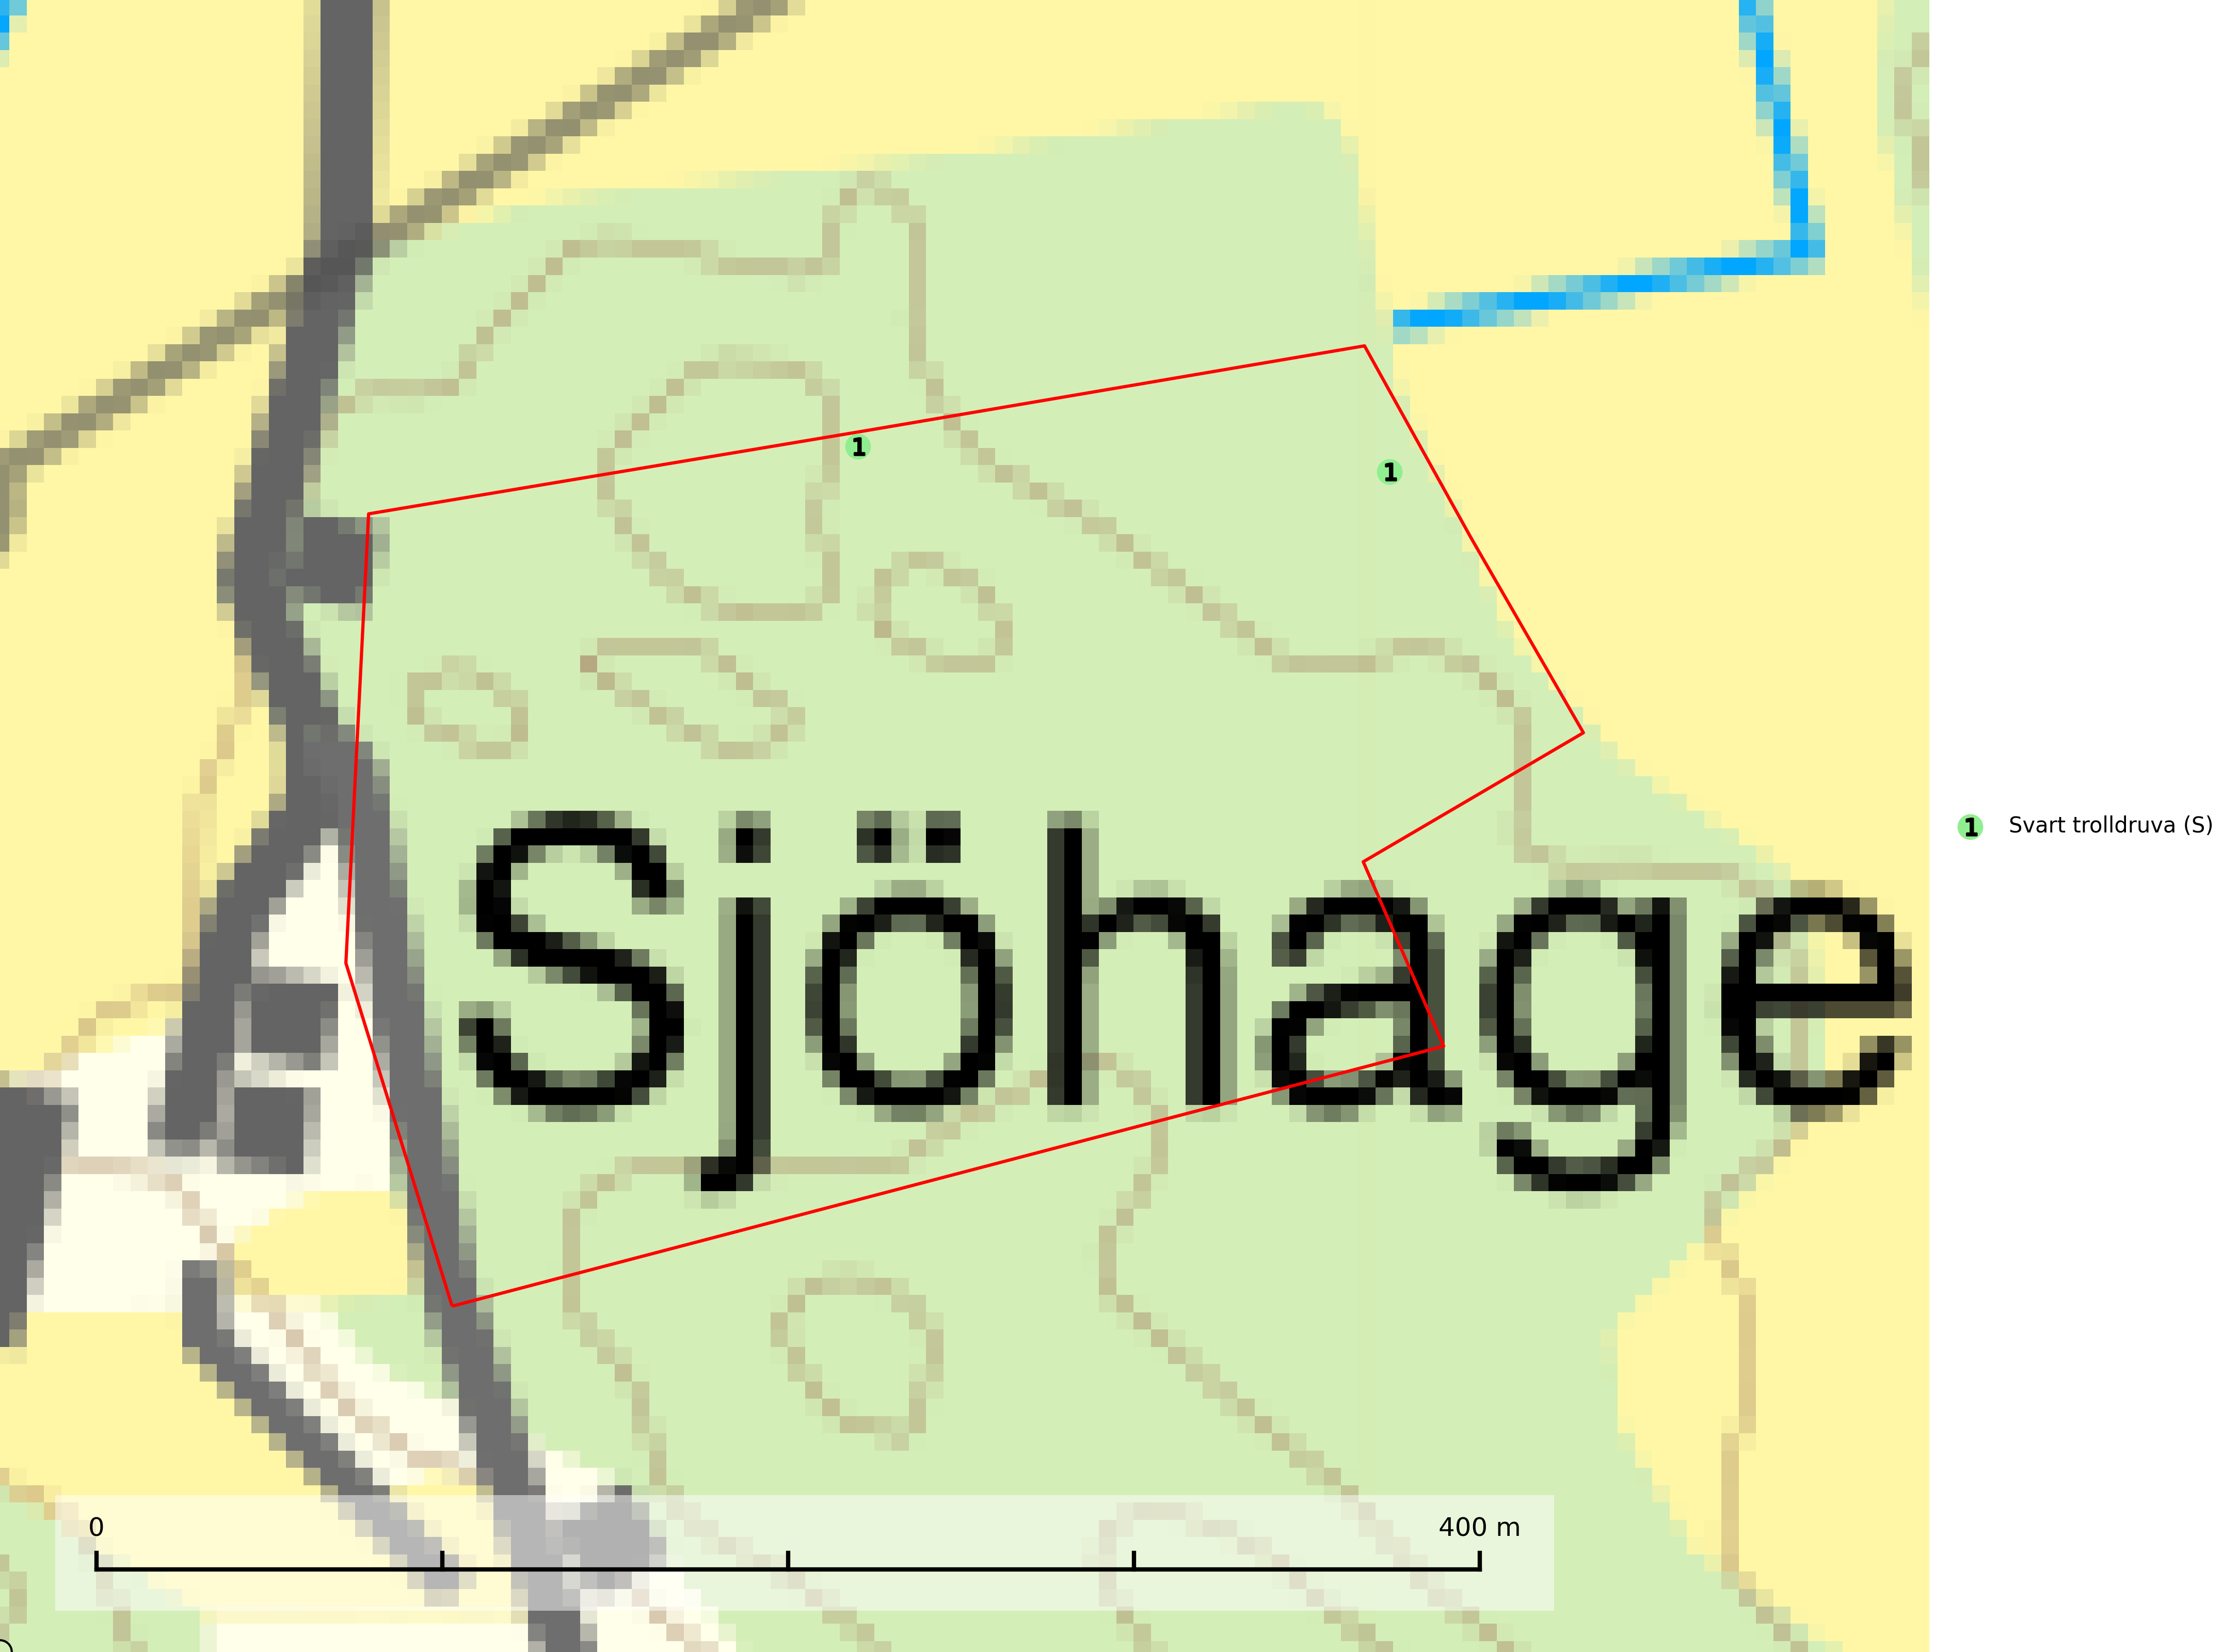 1
1
Sjöhage
1 Svart trolldruva (S)
0 400 m